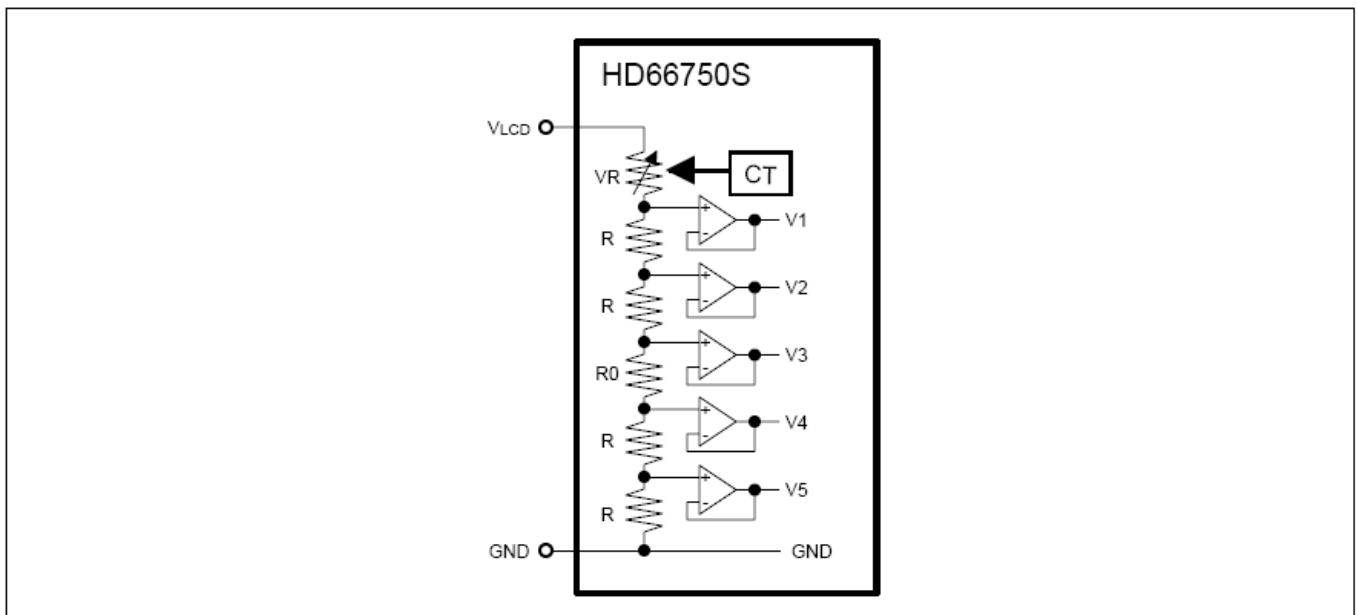 HD66750S
VLCD
VR
CT
+
-
V1
R
+
-
V2
R
+
-
V3
R0
+
-
V4
R
+
-
V5
R
GND
GND